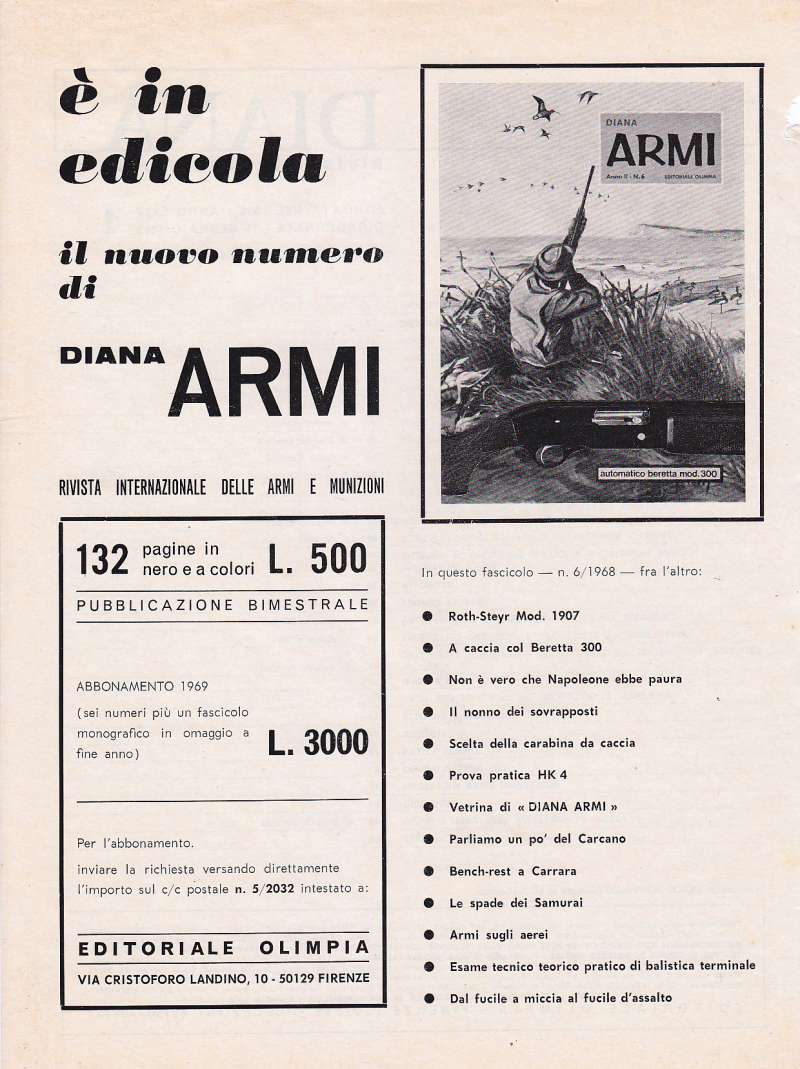 è in
edicola
il nuovo numero
di
DIANA ARMI
RIVISTA INTERNAZIONALE DELLE ARMI E MUNIZIONI
132 pagine in nero e a colori L. 500
PUBBLICAZIONE BIMESTRALE
ABBONAMENTO 1969
(sei numeri più un fascicolo
monografico in omaggio a
fine anno)
L. 3000
Per l'abbonamento.
inviare la richiesta versando direttamente
l'importo sul c/c postale n. 5/2032 intestato a:
EDITORIALE OLIMPIA
VIA CRISTOFORO LANDINO, 10 - 50129 FIRENZE
DIANA
ARMI
Anno II - N. 6 EDITORIALE OLIMPIA
automatico beretta mod. 300
In questo fascicolo — n. 6/1968 — fra l'altro:
● Roth-Steyr Mod. 1907
● A caccia col Beretta 300
● Non è vero che Napoleone ebbe paura
● Il nonno dei sovrapposti
● Scelta della carabina da caccia
● Prova pratica HK 4
● Vetrina di « DIANA ARMI »
● Parliamo un po' del Carcano
● Bench-rest a Carrara
● Le spade dei Samurai
● Armi sugli aerei
● Esame tecnico teorico pratico di balistica terminale
● Dal fucile a miccia al fucile d'assalto